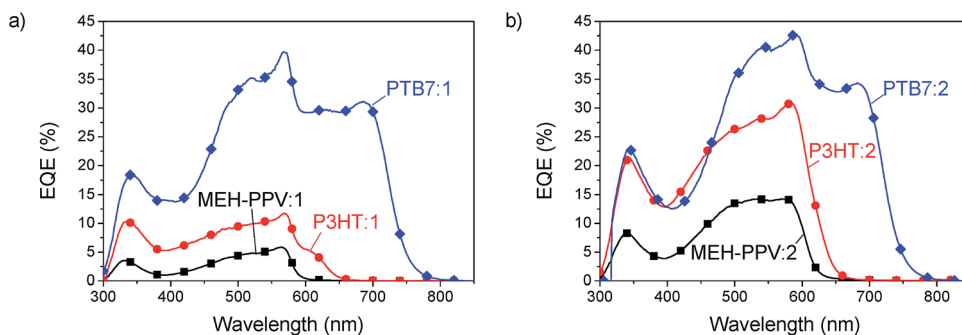 a)
EQE (%)
45
40
35
30
25
20
15
10
5
0
PTB7:1
MEH-PPV:1
P3HT:1
300 400 500 600 700 800
Wavelength (nm)
b)
EQE (%)
45
40
35
30
25
20
15
10
5
0
PTB7:2
P3HT:2
MEH-PPV:2
300 400 500 600 700 800
Wavelength (nm)